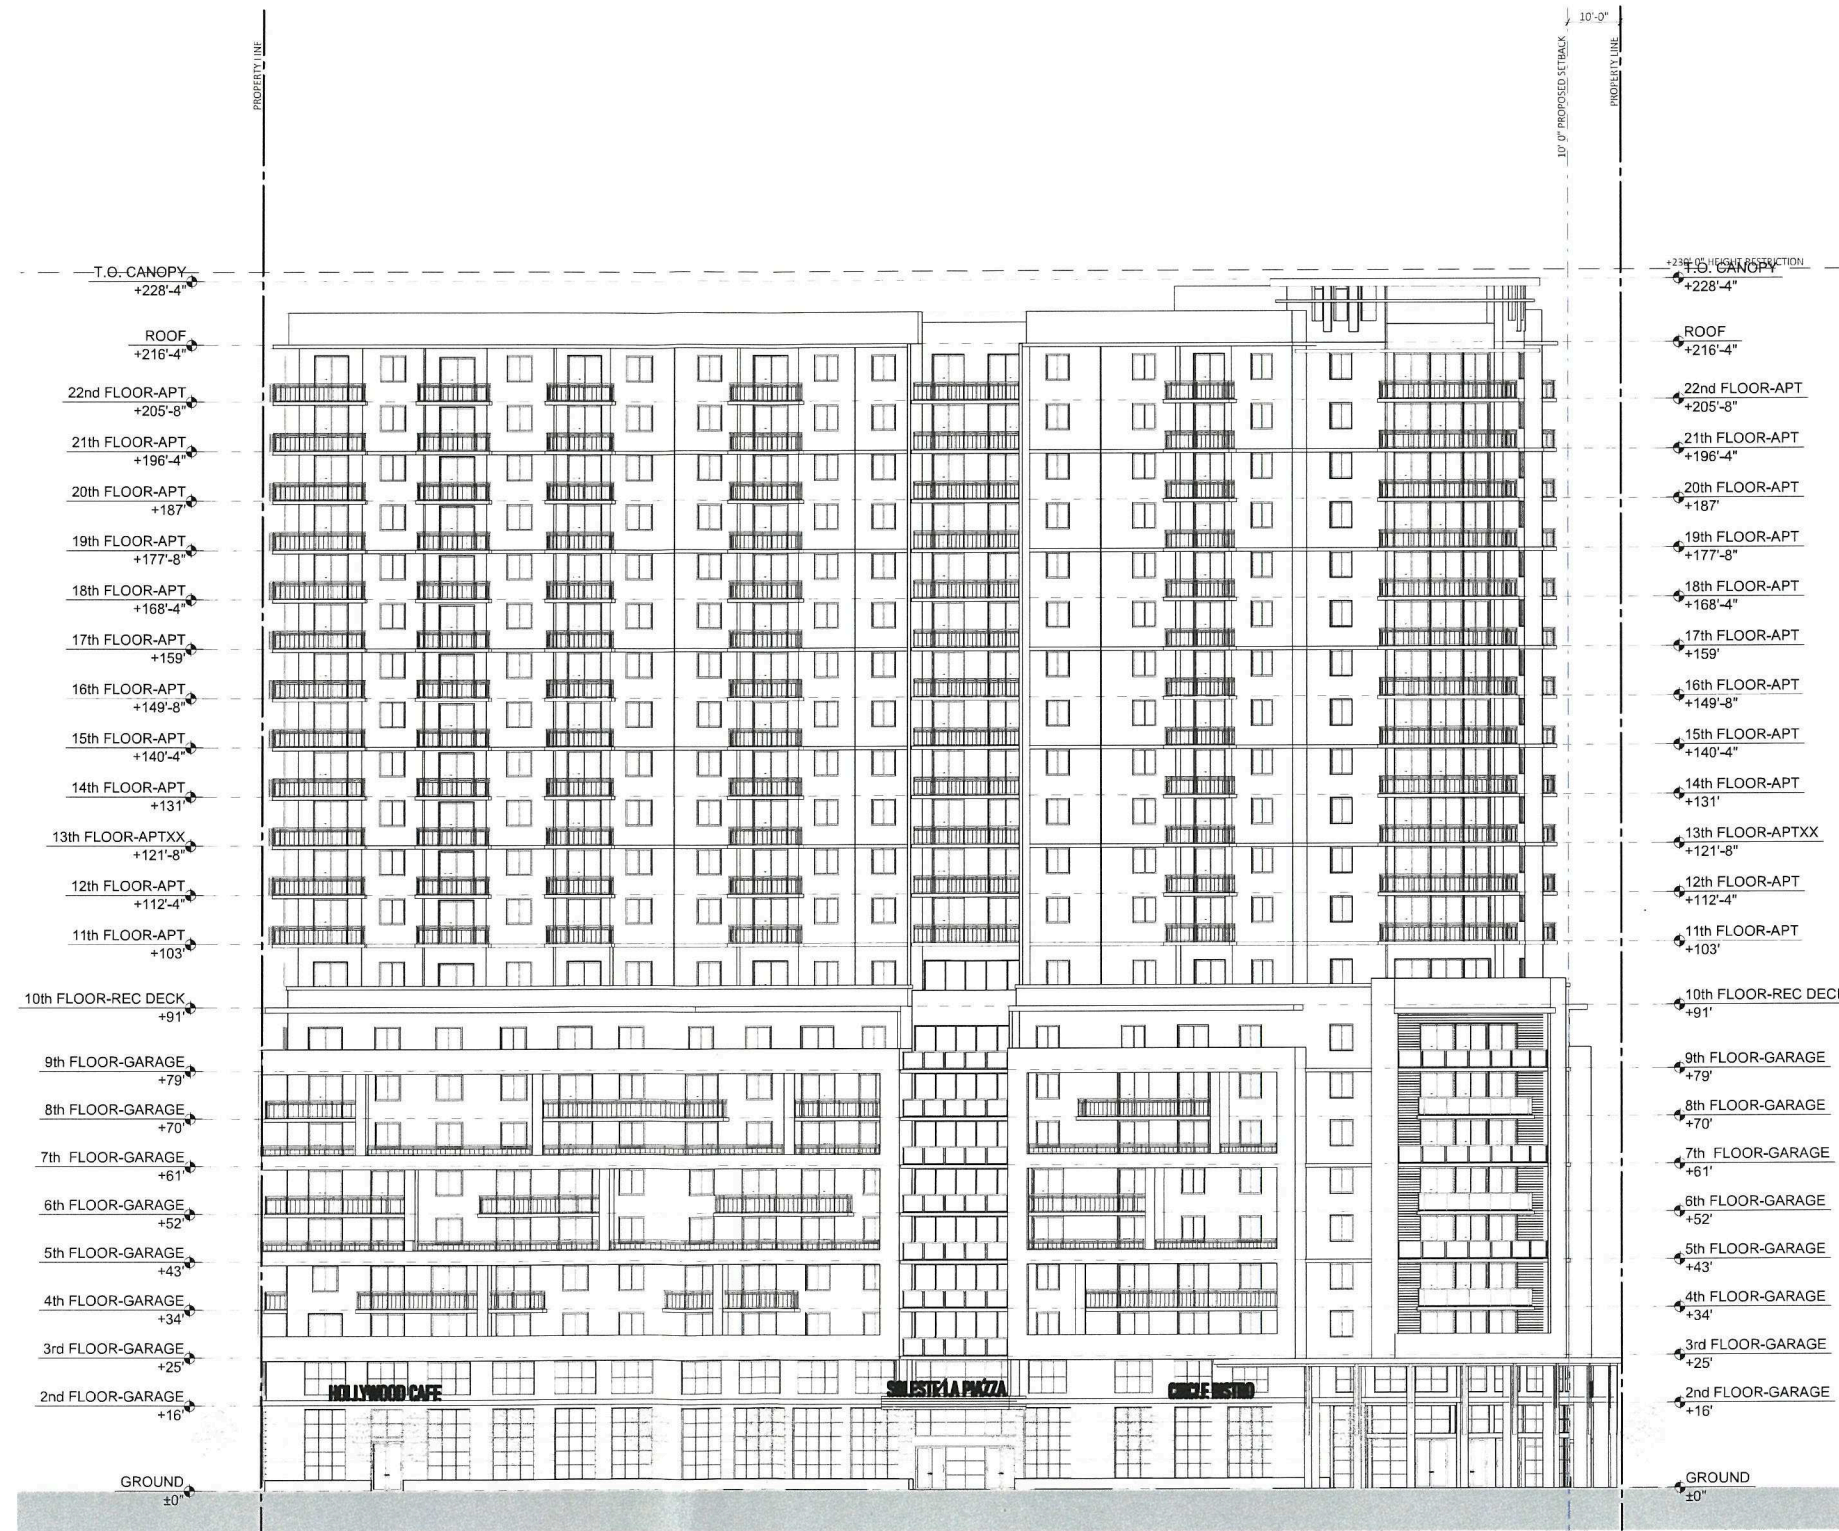 10'-0"
PROPERTY LINE
10' 0" PROPOSED SETBACK
PROPERTY LINE
T.O. CANOPY
+228'-4"
ROOF
+216'-4"
22nd FLOOR-APT
+205'-8"
21th FLOOR-APT
+196'-4"
20th FLOOR-APT
+187'
19th FLOOR-APT
+177'-8"
18th FLOOR-APT
+168'-4"
17th FLOOR-APT
+159'
16th FLOOR-APT
+149'-8"
15th FLOOR-APT
+140'-4"
14th FLOOR-APT
+131'
13th FLOOR-APTXX
+121'-8"
12th FLOOR-APT
+112'-4"
11th FLOOR-APT
+103'
10th FLOOR-REC DECK
+91'
9th FLOOR-GARAGE
+79'
8th FLOOR-GARAGE
+70'
7th FLOOR-GARAGE
+61'
6th FLOOR-GARAGE
+52'
5th FLOOR-GARAGE
+43'
4th FLOOR-GARAGE
+34'
3rd FLOOR-GARAGE
+25'
2nd FLOOR-GARAGE
+16'
GROUND
±0"
HOLLYWOOD CAFE
SOLESTE LA PIAZZA
CIRCLE BISTRO
HEIGHT RESTRICTION
T.O. CANOPY
+228'-4"
ROOF
+216'-4"
22nd FLOOR-APT
+205'-8"
21th FLOOR-APT
+196'-4"
20th FLOOR-APT
+187'
19th FLOOR-APT
+177'-8"
18th FLOOR-APT
+168'-4"
17th FLOOR-APT
+159'
16th FLOOR-APT
+149'-8"
15th FLOOR-APT
+140'-4"
14th FLOOR-APT
+131'
13th FLOOR-APTXX
+121'-8"
12th FLOOR-APT
+112'-4"
11th FLOOR-APT
+103'
10th FLOOR-REC DECK
+91'
9th FLOOR-GARAGE
+79'
8th FLOOR-GARAGE
+70'
7th FLOOR-GARAGE
+61'
6th FLOOR-GARAGE
+52'
5th FLOOR-GARAGE
+43'
4th FLOOR-GARAGE
+34'
3rd FLOOR-GARAGE
+25'
2nd FLOOR-GARAGE
+16'
GROUND
±0"